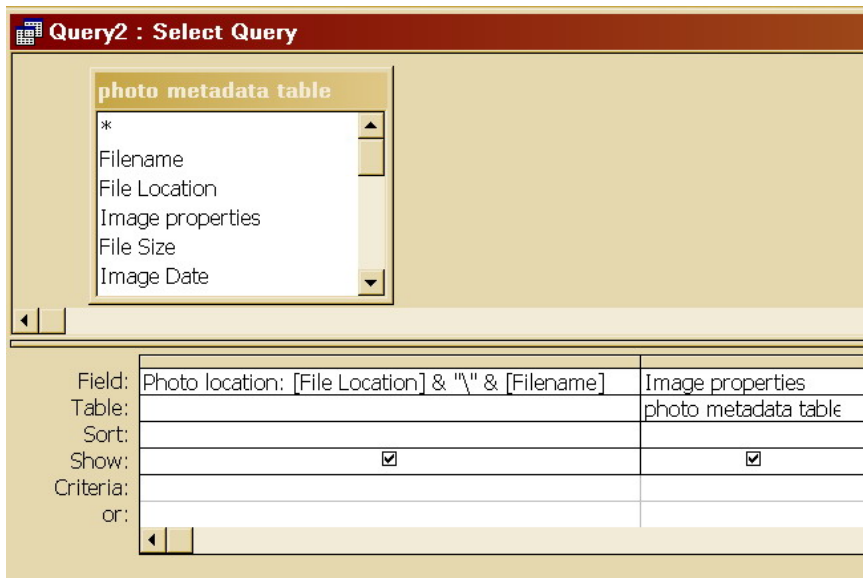 Query2 : Select Query
photo metadata table
*
Filename
File Location
Image properties
File Size
Image Date
Field: Photo location: [File Location] & "\" & [Filename] Image properties
Table: photo metadata table
Sort:
Show:
Criteria:
or: